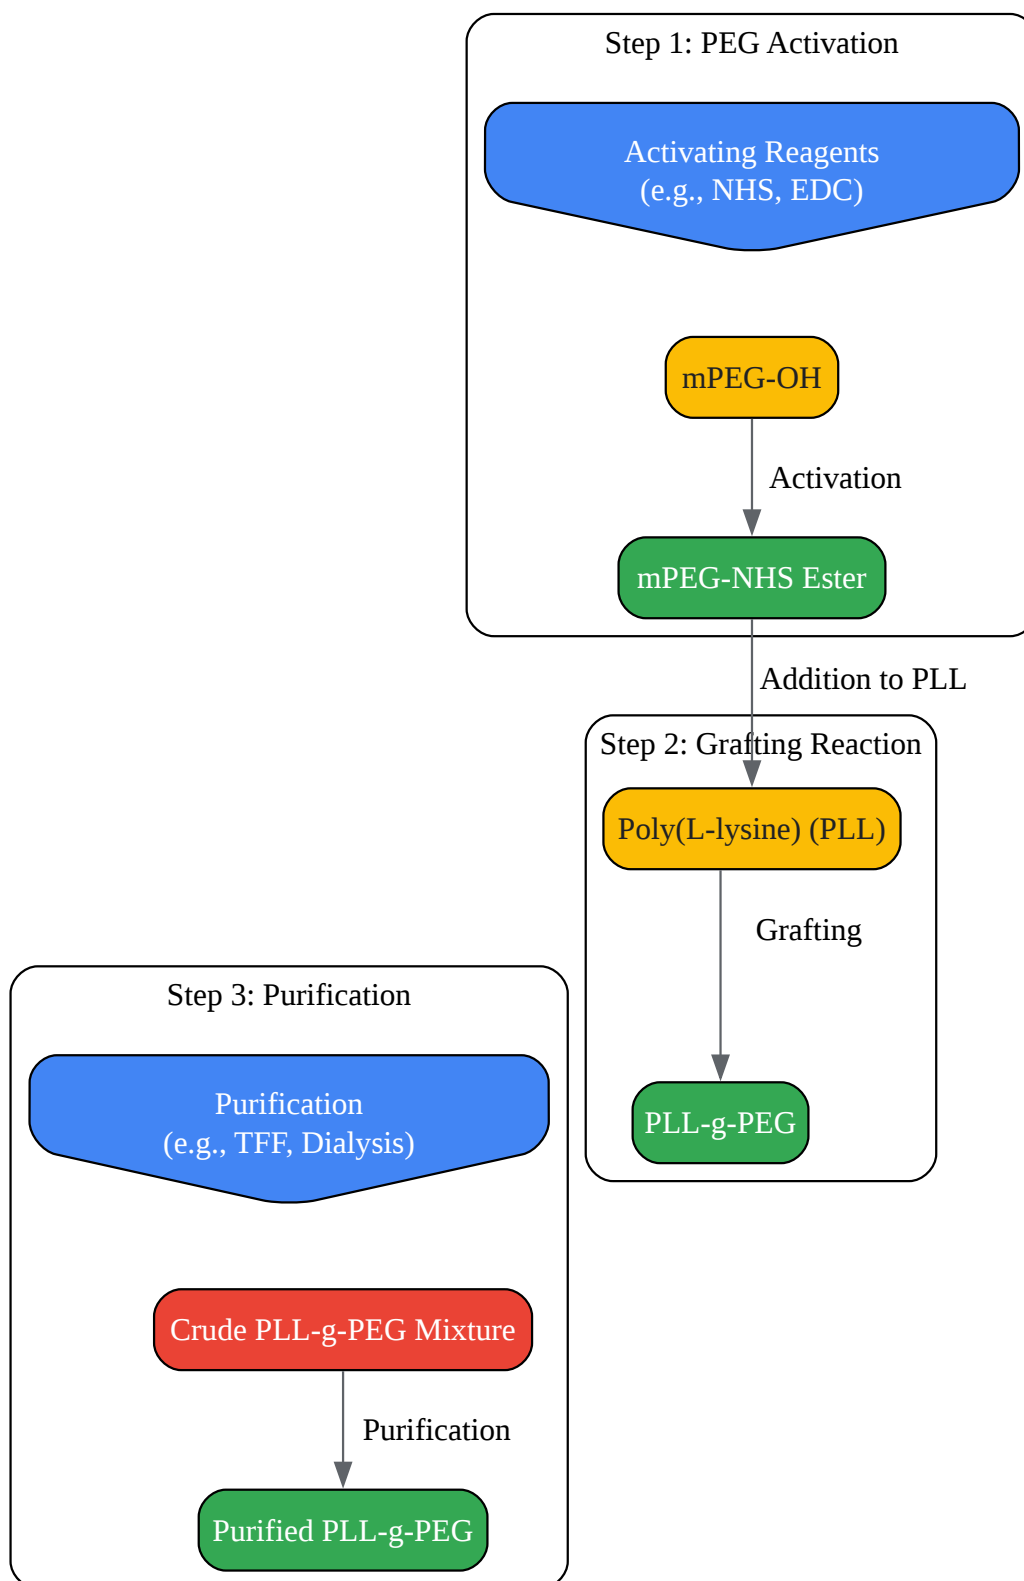 Step 1: PEG Activation
Activating Reagents
(e.g., NHS, EDC)
mPEG-OH
Activation
mPEG-NHS Ester
Addition to PLL
Step 2: Grafting Reaction
Poly(L-lysine) (PLL)
Grafting
PLL-g-PEG
Step 3: Purification
Purification
(e.g., TFF, Dialysis)
Crude PLL-g-PEG Mixture
Purification
Purified PLL-g-PEG